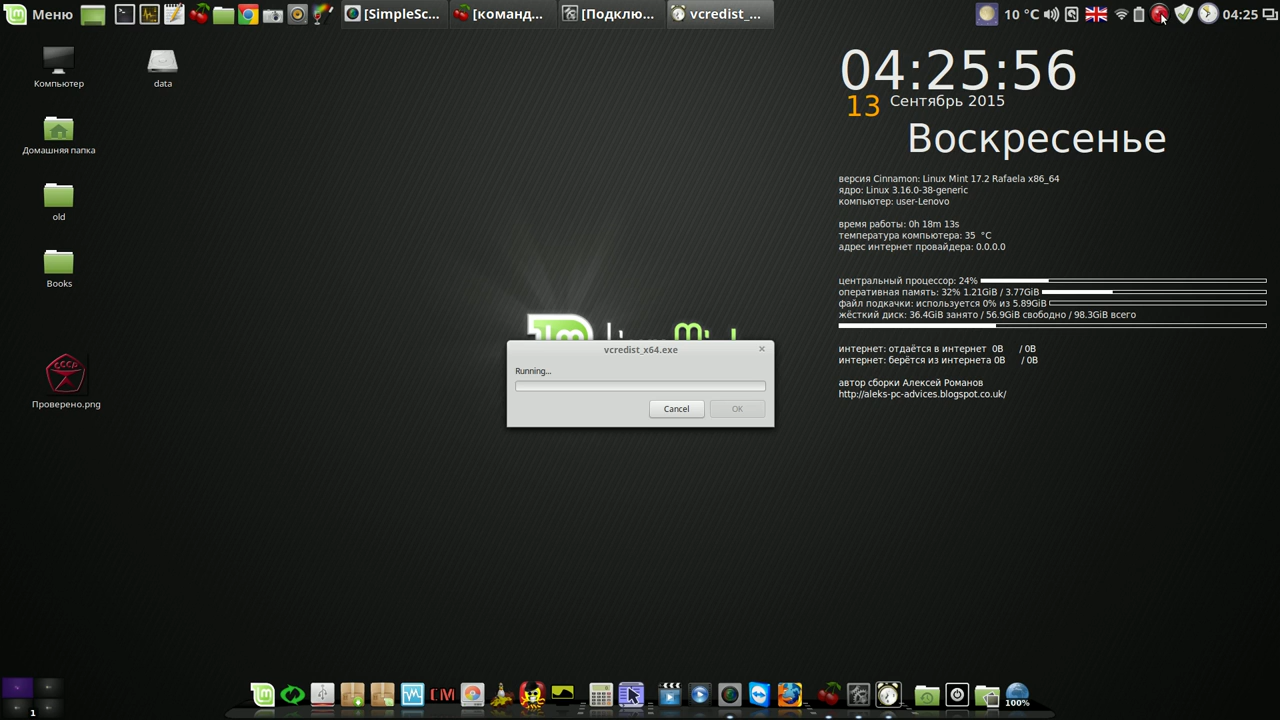 Меню
[SimpleSc...
[команд...
[Подклю...
vcredist_...
10 °C
04:25
Компьютер
data
Домашняя папка
old
Books
СССР
Проверено.png
04:25:56
13 Сентябрь 2015
Воскресенье
версия Cinnamon: Linux Mint 17.2 Rafaela x86_64
ядро: Linux 3.16.0-38-generic
компьютер: user-Lenovo
время работы: 0h 18m 13s
температура компьютера: 35 °C
адрес интернет провайдера: 0.0.0.0
центральный процессор: 24%
оперативная память: 32% 1.21GiB / 3.77GiB
файл подкачки: используется 0% из 5.89GiB
жёсткий диск: 36.4GiB занято / 56.9GiB свободно / 98.3GiB всего
интернет: отдаётся в интернет 0B / 0B
интернет: берётся из интернета 0B / 0B
автор сборки Алексей Романов
http://aleks-pc-advices.blogspot.co.uk/
vcredist_x64.exe
Running...
Cancel
OK
1
100%